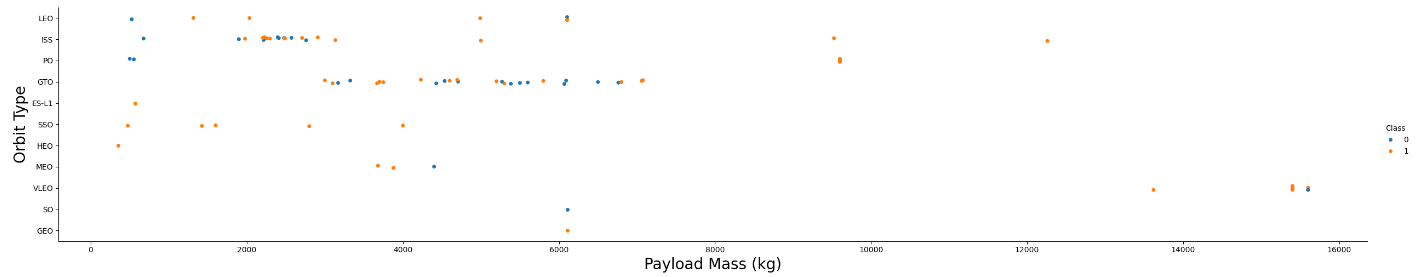 LEO
ISS
PO
GTO
ES-L1
SSO
HEO
MEO
VLEO
SO
GEO
Orbit Type
0 2000 4000 6000 8000 10000 12000 14000 16000
Payload Mass (kg)
Class
0
1